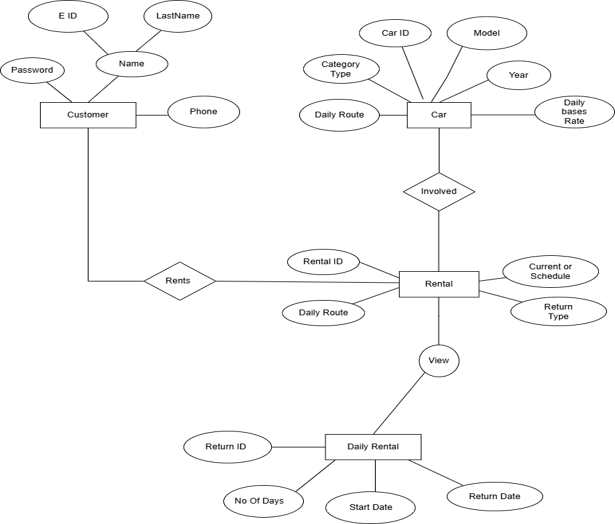 E ID
LastName
Car ID
Model
Password
Name
Category
Type
Year
Customer
Phone
Daily Route
Car
Daily
bases
Rate
Involved
Rental ID
Current or
Schedule
Rents
Rental
Daily Route
Return
Type
View
Return ID
Daily Rental
No Of Days
Start Date
Return Date